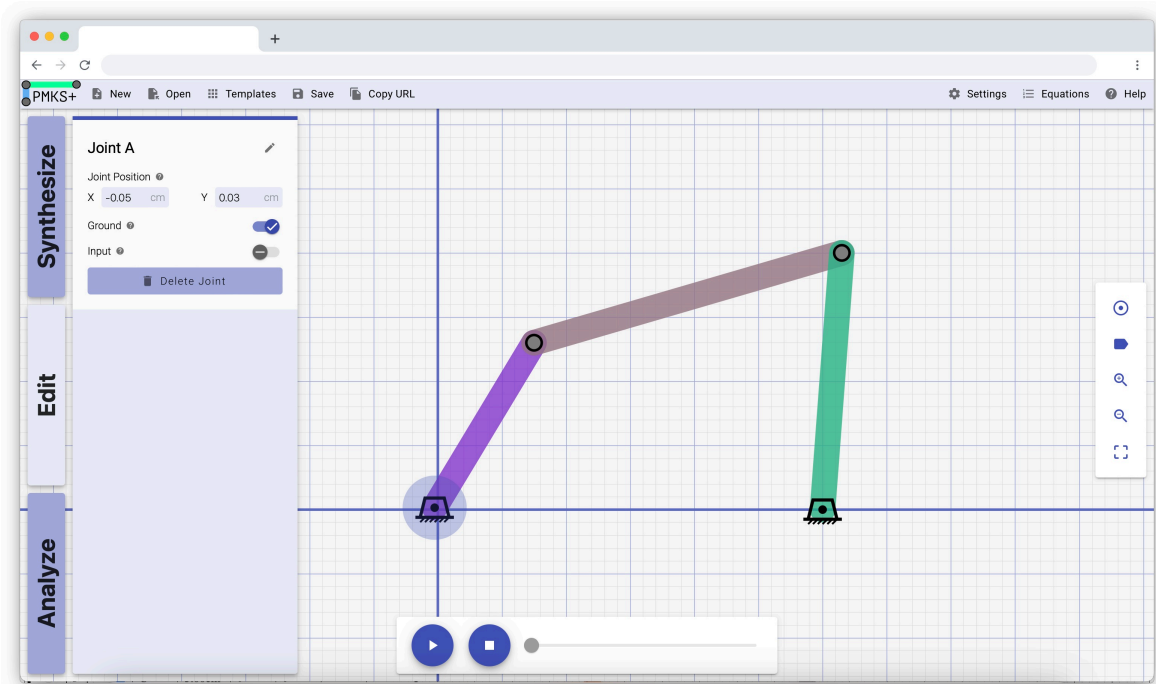 PMKS+ New Open Templates Save Copy URL Settings Equations Help
Synthesize
Edit
Analyze
Joint A
Joint Position
X -0.05 cm Y 0.03 cm
Ground
Input
Delete Joint